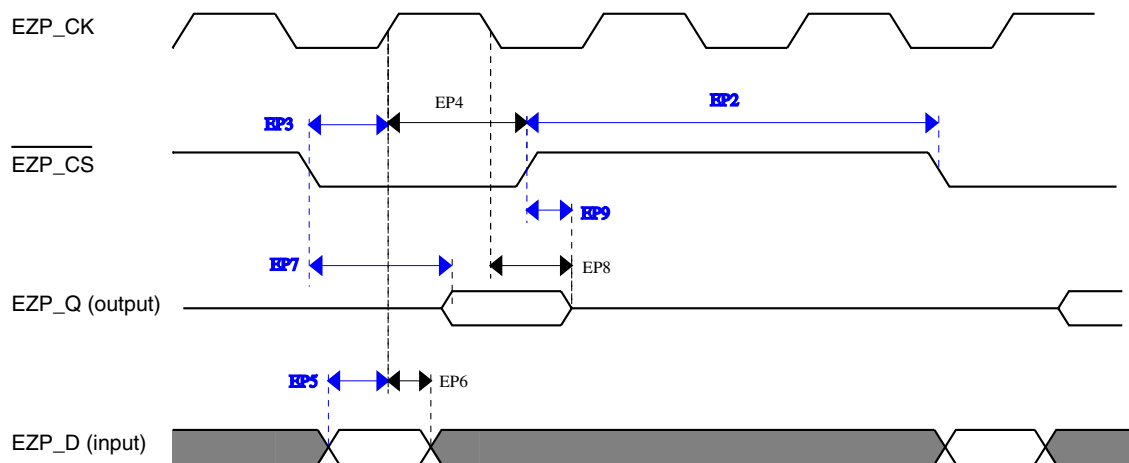 EZP_CK
EP4
EP2
EP3
EZP_CS
EP9
EP7
EP8
EZP_Q (output)
EP5
EP6
EZP_D (input)